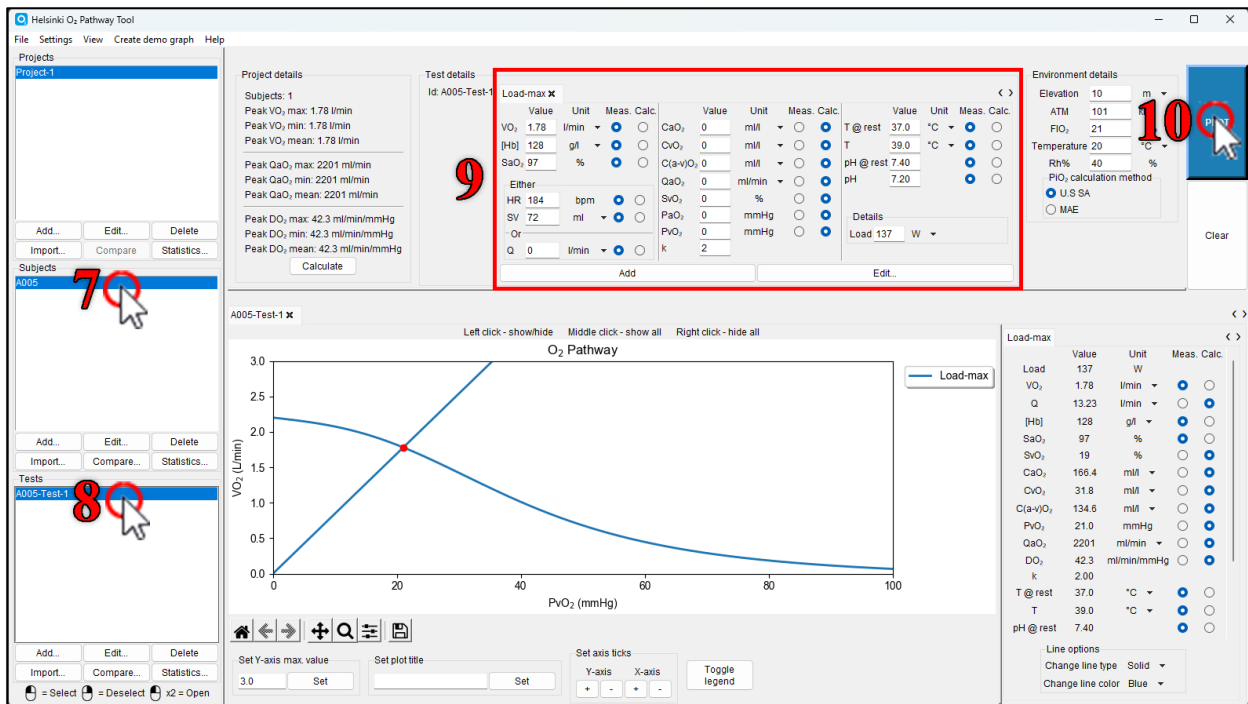 Helsinki O₂ Pathway Tool
File Settings View Create demo graph Help
Projects
Project-1
Add... Edit... Delete
Import... Compare Statistics...
Subjects
A005
7
Add... Edit... Delete
Import... Compare... Statistics...
Tests
A005-Test-1
8
Add... Edit... Delete
Import... Compare... Statistics...
= Select = Deselect x2 = Open
Project details
Subjects: 1
Peak VO₂ max: 1.78 l/min
Peak VO₂ min: 1.78 l/min
Peak VO₂ mean: 1.78 l/min
Peak QaO₂ max: 2201 ml/min
Peak QaO₂ min: 2201 ml/min
Peak QaO₂ mean: 2201 ml/min
Peak DO₂ max: 42.3 ml/min/mmHg
Peak DO₂ min: 42.3 ml/min/mmHg
Peak DO₂ mean: 42.3 ml/min/mmHg
Calculate
Test details
Id: A005-Test-1
9
Load-max
Value Unit Meas. Calc.
VO₂ 1.78 l/min
[Hb] 128 g/l
SaO₂ 97 %
Either
HR 184 bpm
SV 72 ml
Or
Q 0 l/min
Value Unit Meas. Calc.
CaO₂ 0 ml/l
CvO₂ 0 ml/l
C(a-v)O₂ 0 ml/l
QaO₂ 0 ml/min
SvO₂ 0 %
PaO₂ 0 mmHg
PvO₂ 0 mmHg
k 2
Value Unit Meas. Calc.
T @ rest 37.0 °C
T 39.0 °C
pH @ rest 7.40
pH 7.20
Details
Load 137 W
Add Edit...
Environment details
Elevation 10 m
ATM 101
FIO₂ 21
Temperature 20 °C
Rh% 40 %
PiO₂ calculation method
U.S SA
MAE
10
Clear
A005-Test-1
Left click - show/hide Middle click - show all Right click - hide all
O₂ Pathway
Load-max
VO₂ (L/min)
3.0
2.5
2.0
1.5
1.0
0.5
0.0
0 20 40 60 80 100
PvO₂ (mmHg)
Set Y-axis max. value
3.0 Set
Set plot title
Set
Set axis ticks
Y-axis X-axis
+ - + -
Toggle
legend
Load-max
Value Unit Meas. Calc.
Load 137 W
VO₂ 1.78 l/min
Q 13.23 l/min
[Hb] 128 g/l
SaO₂ 97 %
SvO₂ 19 %
CaO₂ 166.4 ml/l
CvO₂ 31.8 ml/l
C(a-v)O₂ 134.6 ml/l
PvO₂ 21.0 mmHg
QaO₂ 2201 ml/min
DO₂ 42.3 ml/min/mmHg
k 2.00
T @ rest 37.0 °C
T 39.0 °C
pH @ rest 7.40
Line options
Change line type Solid
Change line color Blue